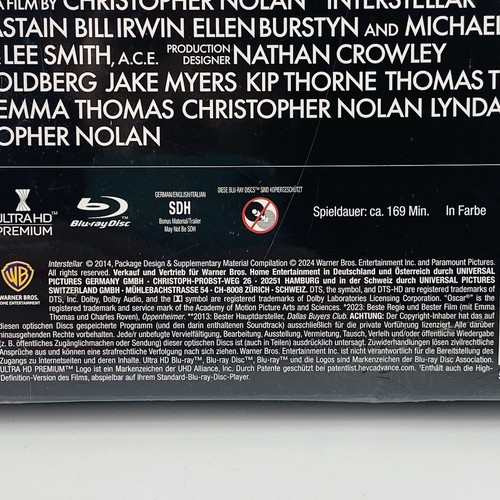 A FILM BY CHRISTOPHER NOLAN "INTERSTELLAR"
ASTAIN BILL IRWIN ELLEN BURSTYN AND MICHAEL
LEE SMITH, A.C.E. PRODUCTION DESIGNER NATHAN CROWLEY
OLDBERG JAKE MYERS KIP THORNE THOMAS T
EMMA THOMAS CHRISTOPHER NOLAN LYNDA
OPHER NOLAN
ULTRA HD
PREMIUM
Blu-ray Disc
GERMAN/ENGLISH/ITALIAN
SDH
Bonus Material/Trailer
May Not Be SDH
DIESE BLU-RAY DISCS™ SIND KOPIERGESCHÜTZT
Spieldauer: ca. 169 Min.
In Farbe
WB
WARNER BROS.
HOME ENTERTAINMENT
Interstellar © 2014, Package Design & Supplementary Material Compilation © 2024 Warner Bros. Entertainment Inc. and Paramount Pictures.
All rights reserved. Verkauf und Vertrieb für Warner Bros. Home Entertainment in Deutschland und Österreich durch UNIVERSAL
PICTURES GERMANY GMBH · CHRISTOPH-PROBST-WEG 26 · 20251 HAMBURG und in der Schweiz durch UNIVERSAL PICTURES
SWITZERLAND GMBH · MÜHLEBACHSTRASSE 54 · CH-8008 ZÜRICH · SCHWEIZ. DTS, the symbol, and DTS-HD are registered trademarks of
DTS, Inc. Dolby, Dolby Audio, and the symbol are registered trademarks of Dolby Laboratories Licensing Corporation. "Oscar®" is the
registered trademark and service mark of the Academy of Motion Picture Arts and Sciences. *2023: Beste Regie und Bester Film (mit Emma
Thomas und Charles Roven), Oppenheimer. **2013: Bester Hauptdarsteller, Dallas Buyers Club. ACHTUNG: Der Copyright-Inhaber hat das auf
diesen optischen Discs gespeicherte Programm (und den darin enthaltenen Soundtrack) ausschließlich für die private Vorführung lizenziert. Alle darüber
hinausgehenden Rechte sind vorbehalten. Jede/r unbefugte Vervielfältigung, Bearbeitung, Ausstellung, Vermietung, Tausch, Verleih und/oder öffentliche Wiedergabe
(z. B. öffentliches Zugänglichmachen oder Sendung) dieser optischen Discs ist (auch in Teilen) ausdrücklich untersagt. Zuwiderhandlungen lösen zivilrechtliche
Ansprüche aus und können eine strafrechtliche Verfolgung nach sich ziehen. Warner Bros. Entertainment Inc. ist nicht verantwortlich für die Bereitstellung des
Zugangs und deren Inhalte. Ultra HD Blu-ray™, Blu-ray Disc™, Blu-ray™ und die Logos sind Markenzeichen der Blu-ray Disc Association.
ULTRA HD PREMIUM™ Logo ist ein Markenzeichen der UHD Alliance, Inc. Durch Patent geschützt gemäß patentlist.hevcadvance.com. ¹Enthält auch die High-
Definition-Version des Films, abspielbar auf Ihrem Standard-Blu-ray-Disc-Player.